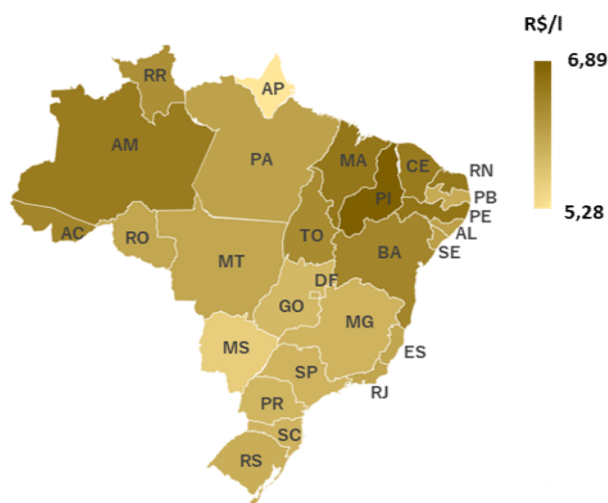 R$/l
6,89
5,28
RR
AP
AM
PA
MA
CE
RN
PI
PB
PE
AL
SE
AC
RO
TO
BA
MT
DF
GO
MG
MS
ES
SP
RJ
PR
SC
RS